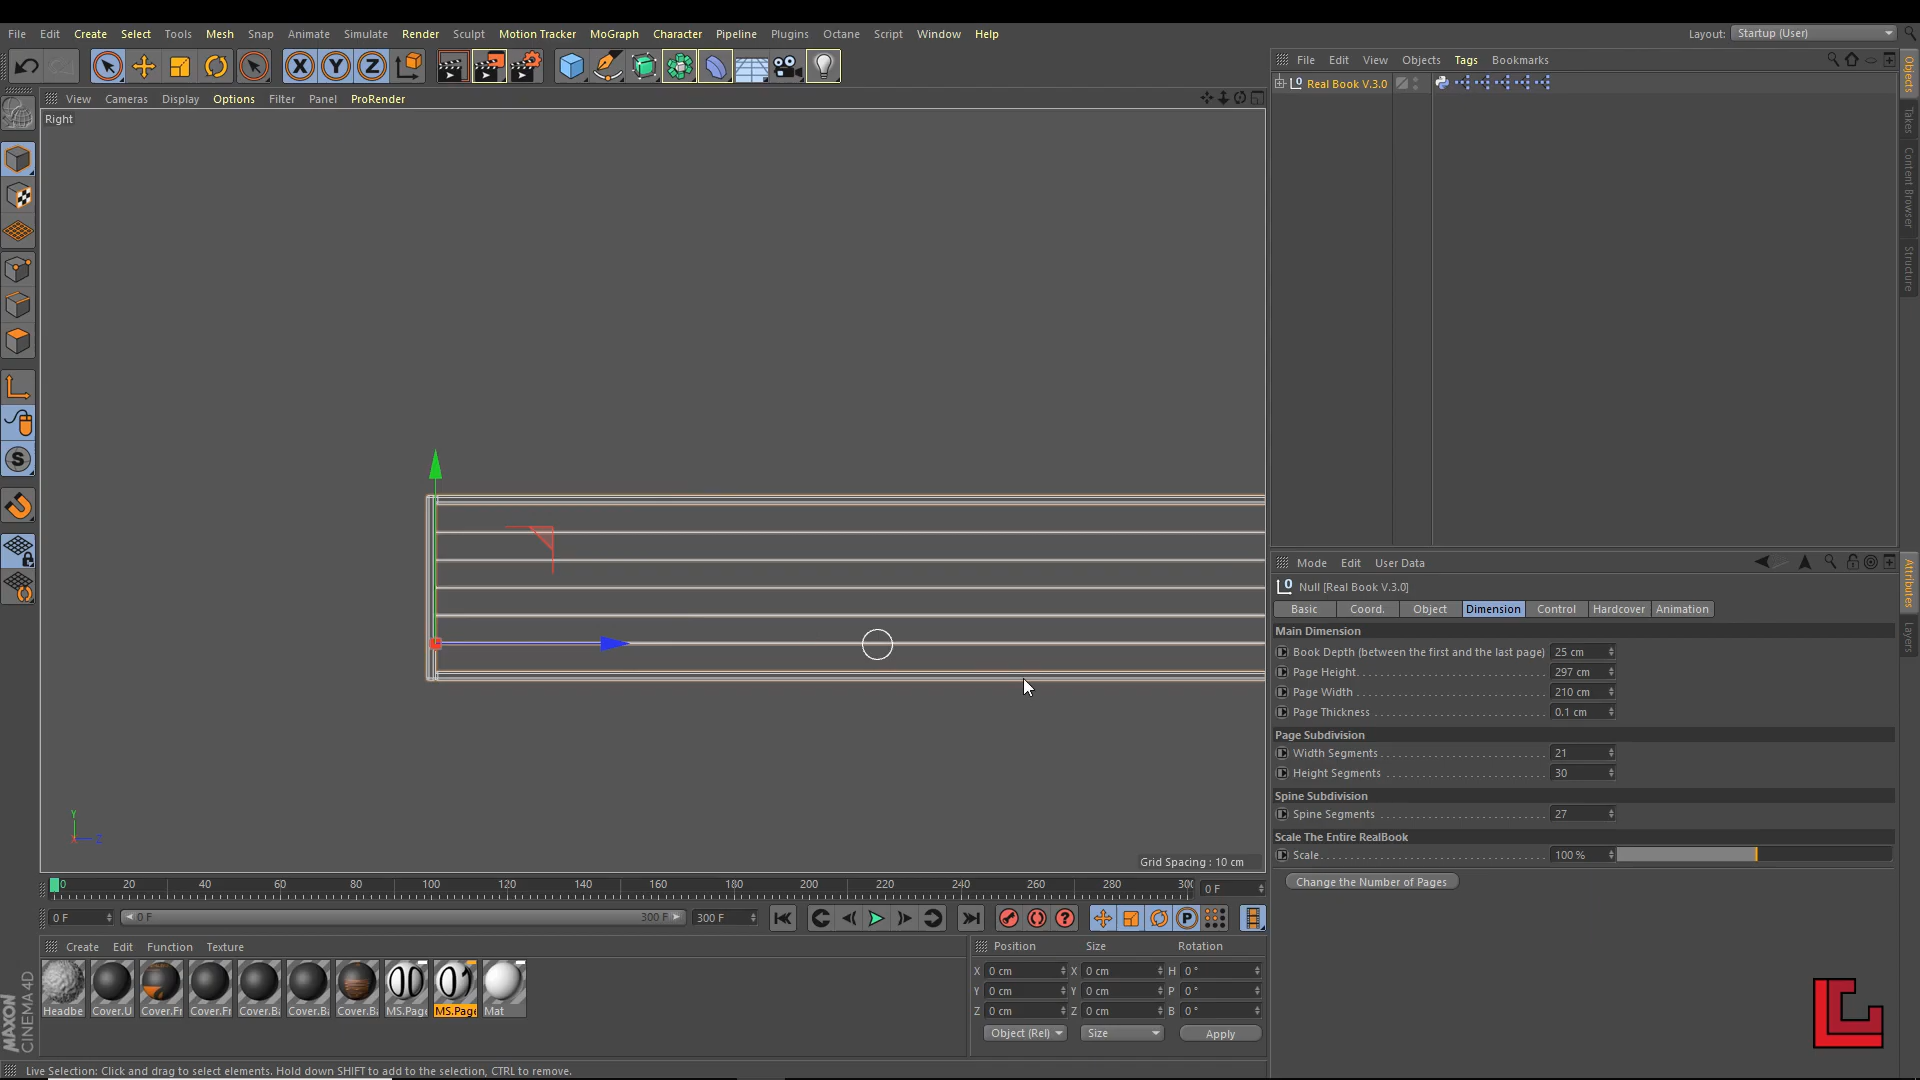 File Edit Create Select Tools Mesh Snap Animate Simulate Render Sculpt Motion Tracker MoGraph Character Pipeline Plugins Octane Script Window Help
Layout: Startup (User)
X Y Z
File Edit View Objects Tags Bookmarks
Real Book V.3.0
Objects
Takes
Content Browser
Structure
View Cameras Display Options Filter Panel ProRender
Right
Y
Z
Grid Spacing : 10 cm
Mode Edit User Data
Null [Real Book V.3.0]
Basic Coord. Object Dimension Control Hardcover Animation
Main Dimension
Book Depth (between the first and the last page) 25 cm
Page Height 297 cm
Page Width 210 cm
Page Thickness 0.1 cm
Page Subdivision
Width Segments 21
Height Segments 30
Spine Subdivision
Spine Segments 27
Scale The Entire RealBook
Scale 100 %
Change the Number of Pages
Attributes
Layers
0 20 40 60 80 100 120 140 160 180 200 220 240 260 280 300 0 F
0 F 0 F 300 F 300 F
P
Create Edit Function Texture
Headbe Cover.U Cover.Fr Cover.Fr Cover.Ba Cover.Ba Cover.Ba MS.Page MS.Page Mat
Position Size Rotation
X 0 cm X 0 cm H 0 °
Y 0 cm Y 0 cm P 0 °
Z 0 cm Z 0 cm B 0 °
Object (Rel) Size Apply
MAXON
CINEMA 4D
Live Selection: Click and drag to select elements. Hold down SHIFT to add to the selection, CTRL to remove.